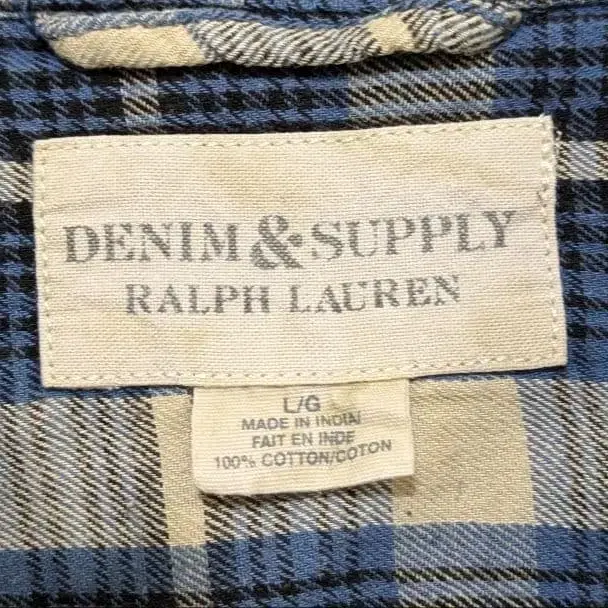 DENIM & SUPPLY
RALPH LAUREN
L/G
MADE IN INDIA
FAIT EN INDE
100% COTTON/COTON